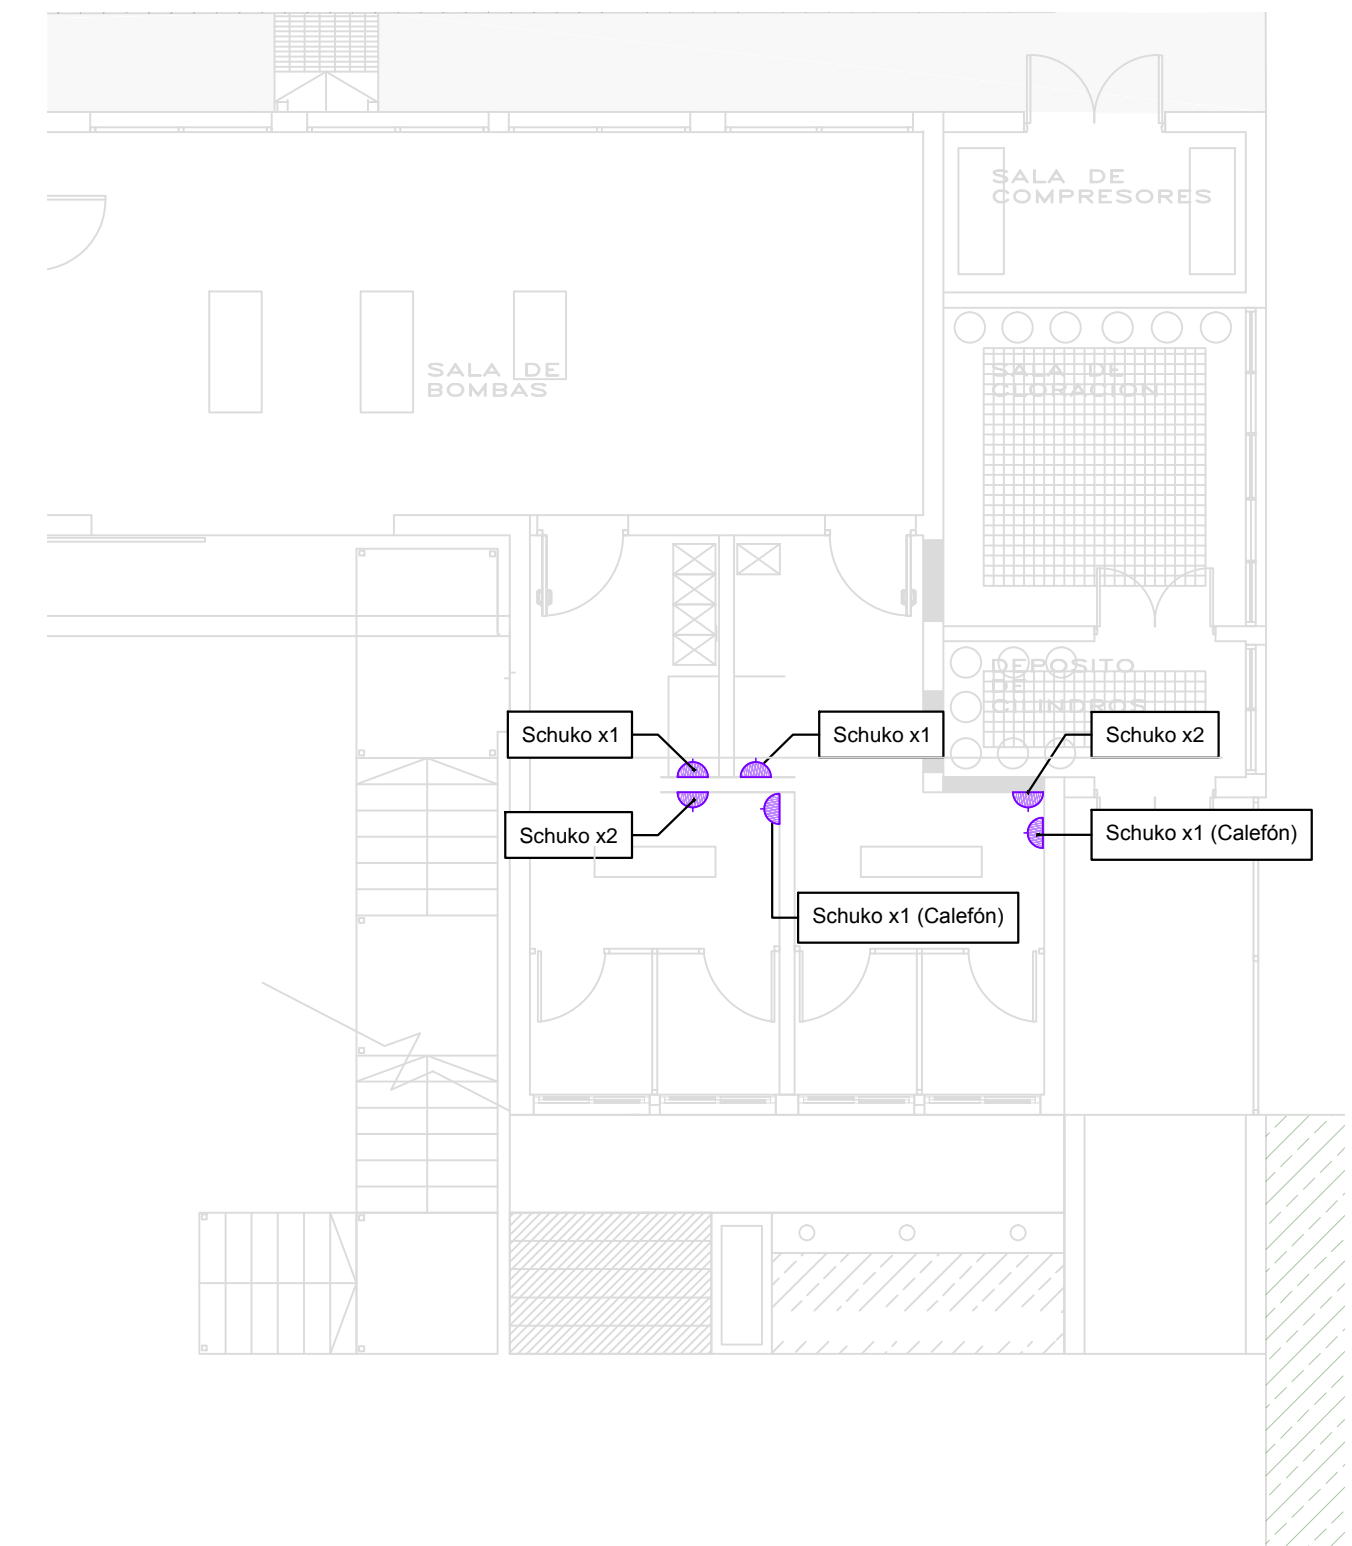 SALA DE
COMPRESORES
SALA DE
BOMBAS
SALA DE
CLORACION
DEPOSITO
DE
CILINDROS
Schuko x1
Schuko x1
Schuko x2
Schuko x2
Schuko x1 (Calefón)
Schuko x1 (Calefón)